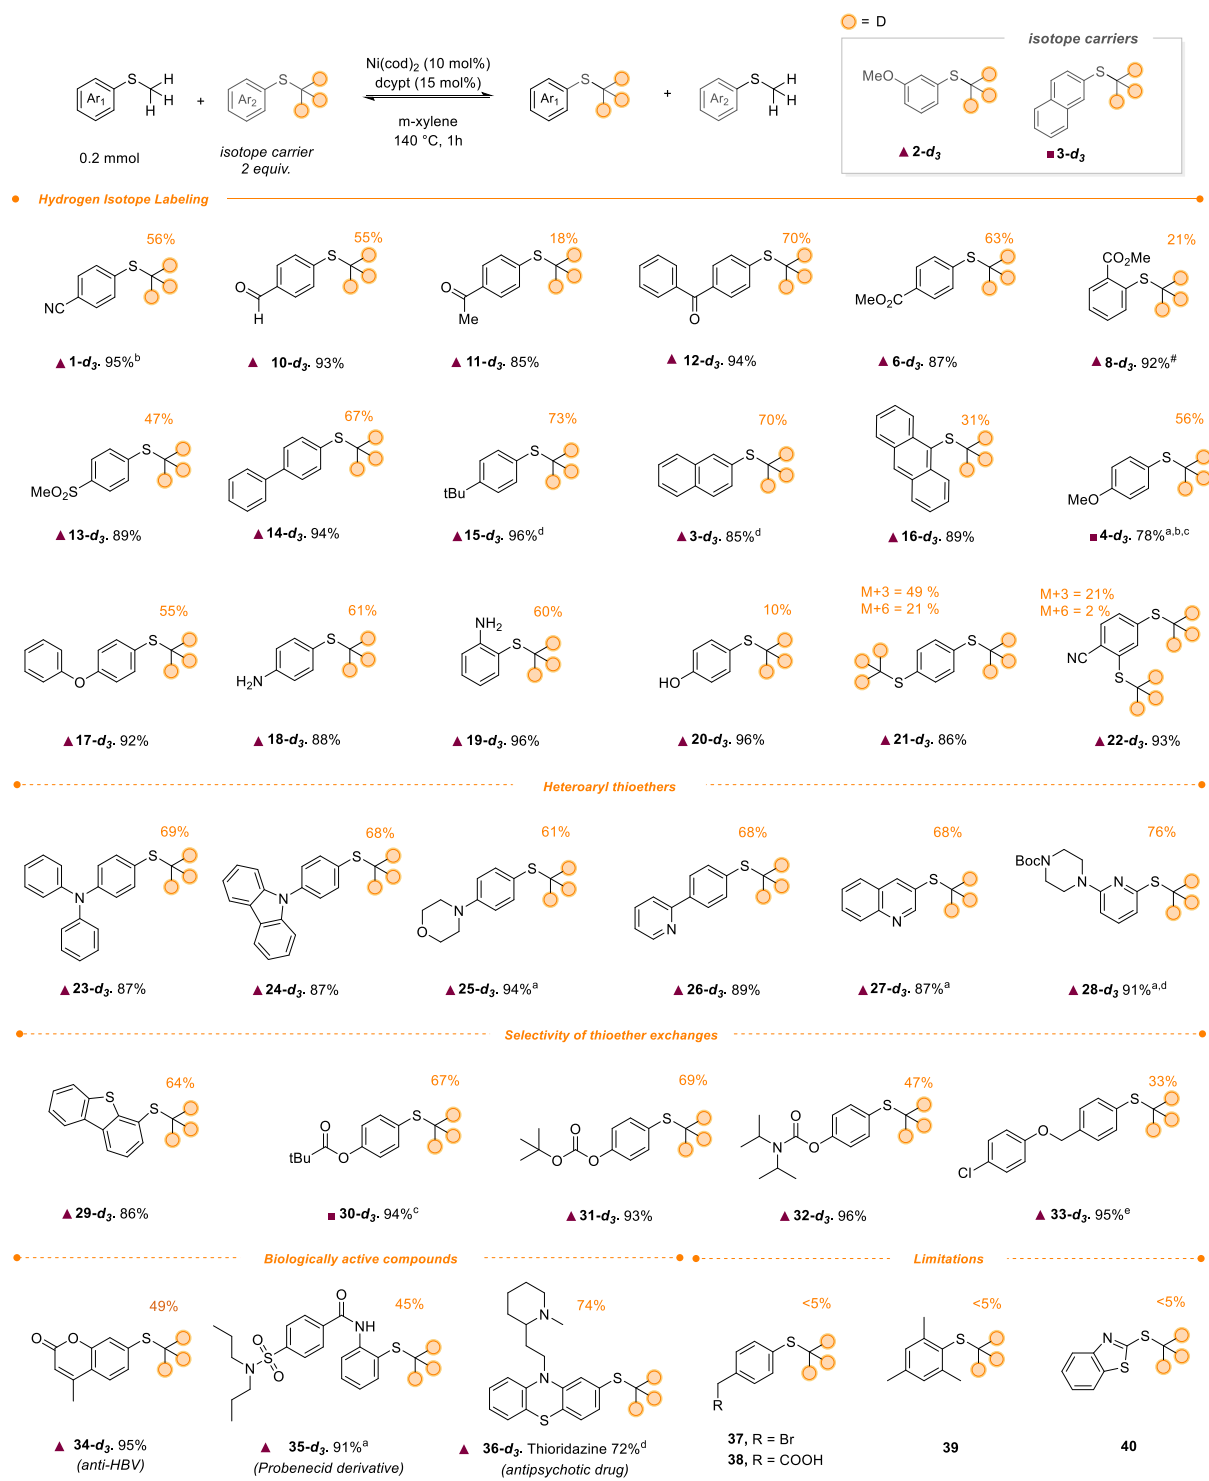 = D
isotope carriers
S
H
C
H
H
Ar1
+
S
Ar2
Ni(cod)2 (10 mol%)
dcypt (15 mol%)
m-xylene
140 °C, 1h
S
Ar1
+
S
H
C
H
H
Ar2
MeO
S
S
0.2 mmol
isotope carrier
2 equiv.
▲ 2-d3
■ 3-d3
Hydrogen Isotope Labeling
56%
55%
18%
70%
63%
21%
S
NC
S
O
H
S
O
Me
S
O
S
MeO2C
CO2Me
S
▲ 1-d3. 95%b
▲ 10-d3. 93%
▲ 11-d3. 85%
▲ 12-d3. 94%
▲ 6-d3. 87%
▲ 8-d3. 92%#
47%
67%
73%
70%
31%
56%
S
MeO2S
S
S
tBu
S
S
S
MeO
▲ 13-d3. 89%
▲ 14-d3. 94%
▲ 15-d3. 96%d
▲ 3-d3. 85%d
▲ 16-d3. 89%
■ 4-d3. 78%a,b,c
55%
61%
60%
10%
M+3 = 49 %
M+6 = 21 %
M+3 = 21%
M+6 = 2 %
S
O
S
H2N
NH2
S
S
HO
S
S
S
NC
S
▲ 17-d3. 92%
▲ 18-d3. 88%
▲ 19-d3. 96%
▲ 20-d3. 96%
▲ 21-d3. 86%
▲ 22-d3. 93%
Heteroaryl thioethers
69%
68%
61%
68%
68%
76%
S
N
S
N
S
N
O
S
N
S
N
BocN
N
N
S
▲ 23-d3. 87%
▲ 24-d3. 87%
▲ 25-d3. 94%a
▲ 26-d3. 89%
▲ 27-d3. 87%a
▲ 28-d3 91%a,d
Selectivity of thioether exchanges
64%
67%
69%
47%
33%
S
S
S
O
tBu
O
S
O
O
O
S
O
N
O
S
O
Cl
▲ 29-d3. 86%
■ 30-d3. 94%c
▲ 31-d3. 93%
▲ 32-d3. 96%
▲ 33-d3. 95%e
Biologically active compounds
Limitations
49%
45%
74%
<5%
<5%
<5%
O
O
S
O
NH
S
O
S
O
N
N
N
S
S
S
R
S
N
S
S
▲ 34-d3. 95%
(anti-HBV)
▲ 35-d3. 91%a
(Probenecid derivative)
▲ 36-d3. Thioridazine 72%d
(antipsychotic drug)
37, R = Br
38, R = COOH
39
40